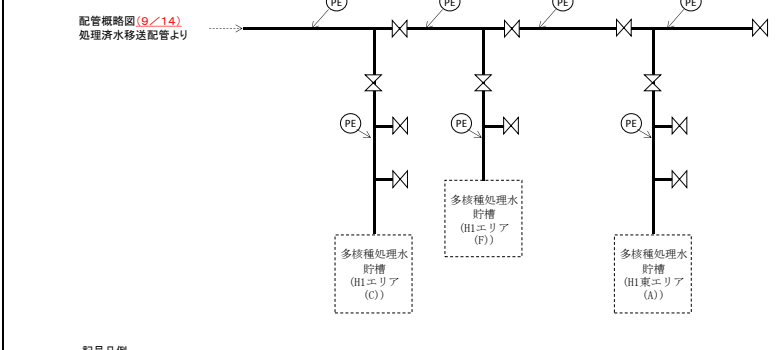 PE
PE
PE
PE
配管概略図(9／14)
処理済水移送配管より
PE
PE
PE
多核種処理水
貯槽
(H1エリア
(F))
多核種処理水
貯槽
(H1エリア
(C))
多核種処理水
貯槽
(H1東エリア
(A))